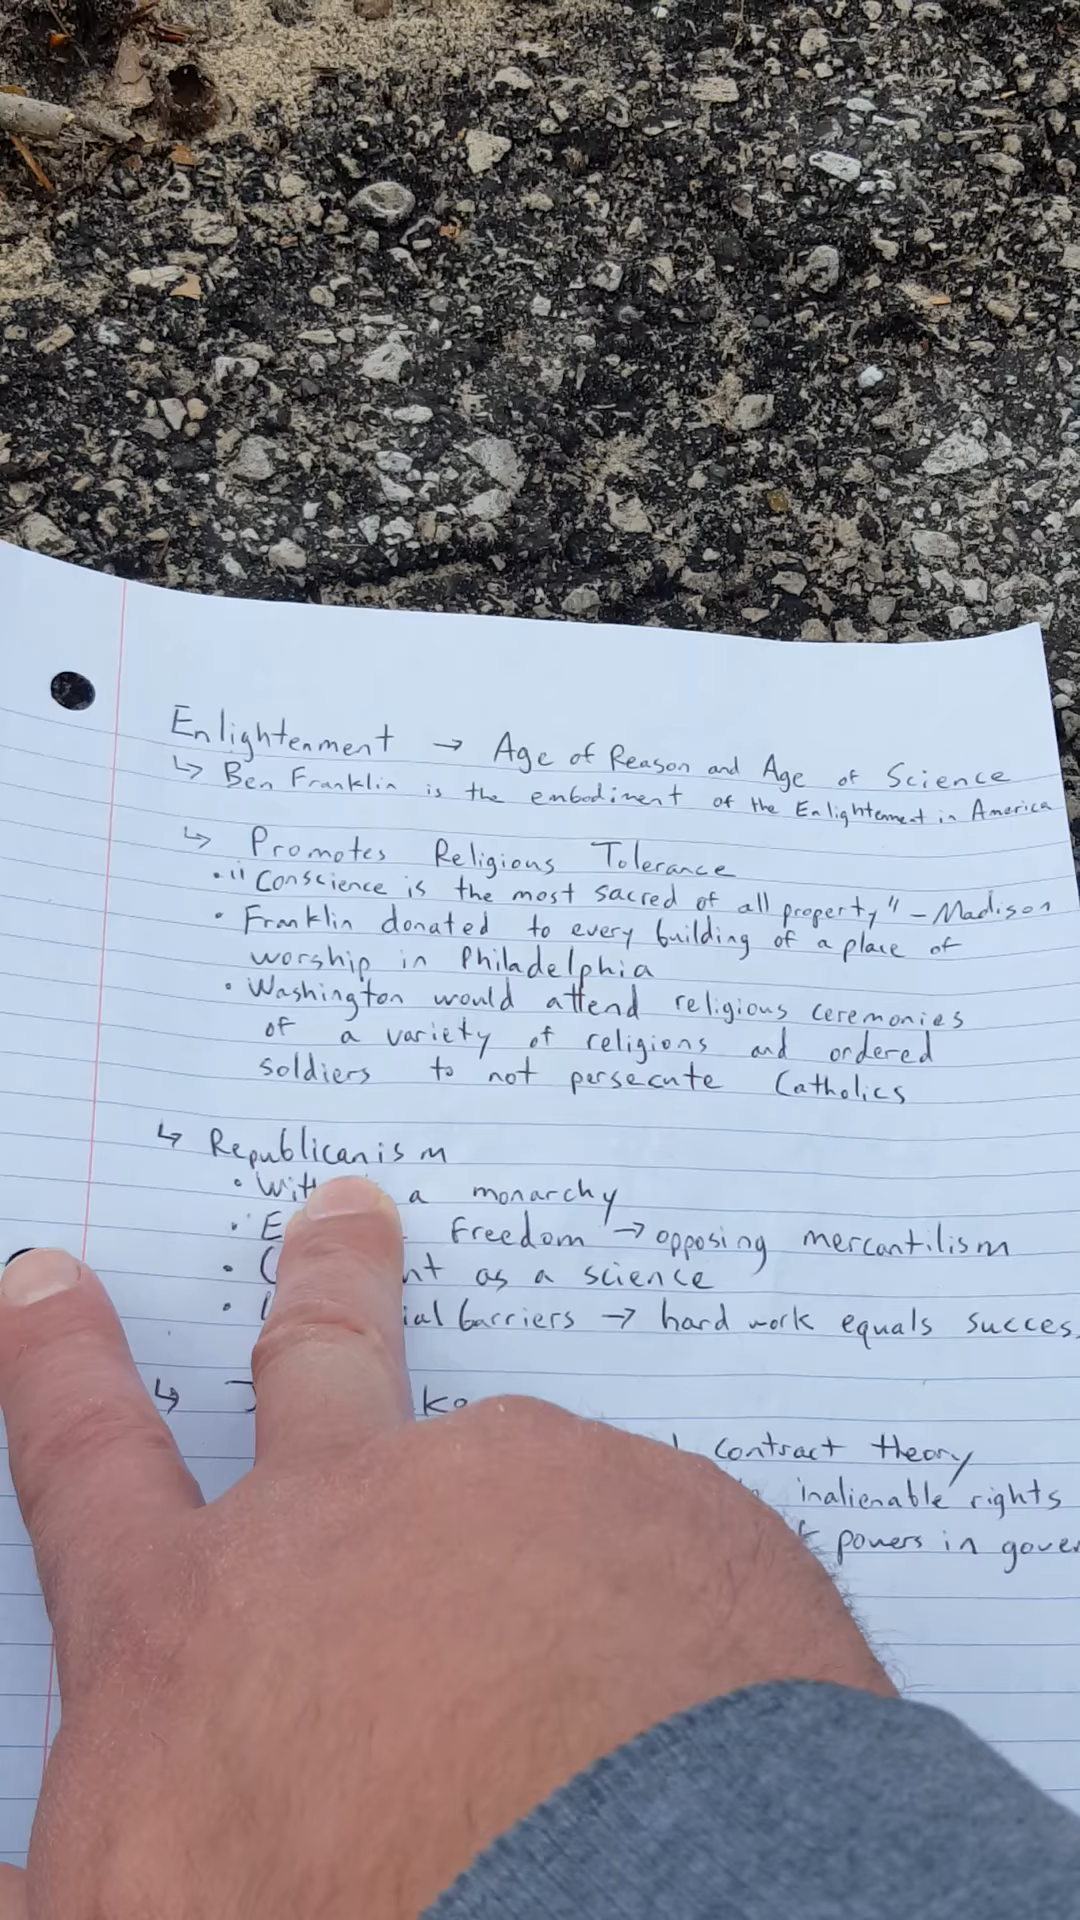 Enlightenment → Age of Reason and Age of Science
↳ Ben Franklin is the embodiment of the Enlightenment in America
↳ Promotes Religious Tolerance
• "Conscience is the most sacred of all property" - Madison
• Franklin donated to every building of a place of
worship in Philadelphia
• Washington would attend religious ceremonies
of a variety of religions and ordered
soldiers to not persecute Catholics
↳ Republicanism
• a monarchy
• freedom → opposing mercantilism
• as a science
• barriers → hard work equals succes
↳
contract theory
inalienable rights
powers in